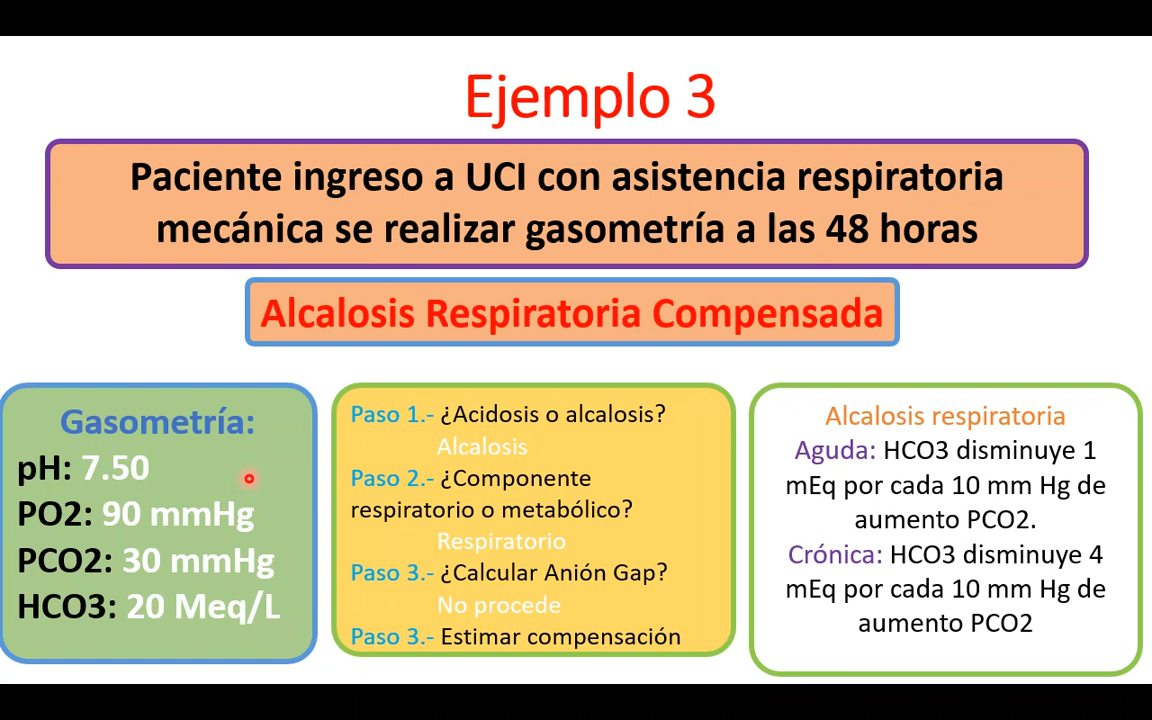 Ejemplo 3
Paciente ingreso a UCI con asistencia respiratoria
mecánica se realizar gasometría a las 48 horas
Alcalosis Respiratoria Compensada
Gasometría:
pH: 7.50
PO2: 90 mmHg
PCO2: 30 mmHg
HCO3: 20 Meq/L
Paso 1.- ¿Acidosis o alcalosis?
Alcalosis
Paso 2.- ¿Componente
respiratorio o metabólico?
Respiratorio
Paso 3.- ¿Calcular Anión Gap?
No procede
Paso 3.- Estimar compensación
Alcalosis respiratoria
Aguda: HCO3 disminuye 1
mEq por cada 10 mm Hg de
aumento PCO2.
Crónica: HCO3 disminuye 4
mEq por cada 10 mm Hg de
aumento PCO2